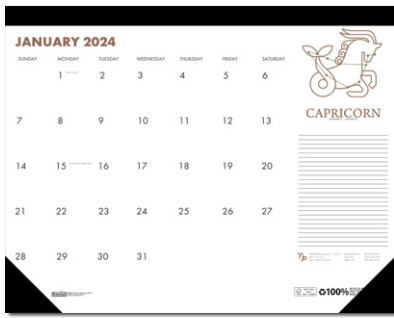 JANUARY 2024
SUNDAY MONDAY TUESDAY WEDNESDAY THURSDAY FRIDAY SATURDAY
1 2 3 4 5 6
7 8 9 10 11 12 13
14 15 16 17 18 19 20
21 22 23 24 25 26 27
28 29 30 31
CAPRICORN
100%